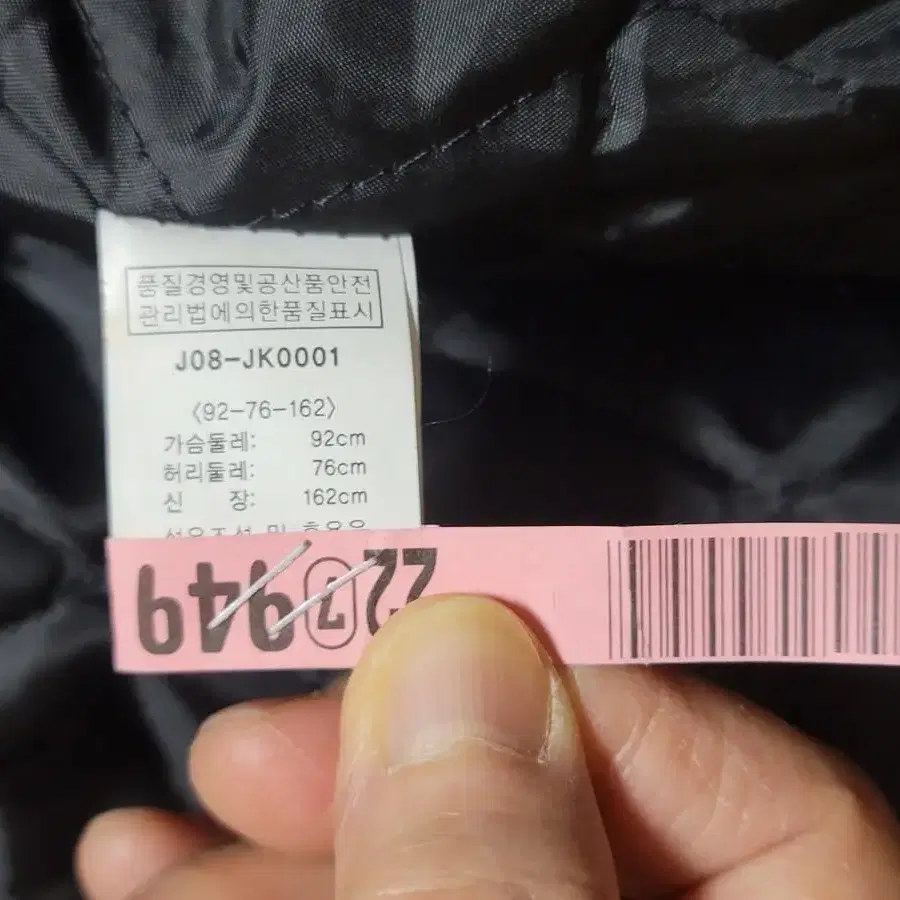 품질경영및공산품안전
관리법에의한품질표시
J08-JK0001
〈92-76-162〉
가슴둘레: 92cm
허리둘레: 76cm
신 장: 162cm